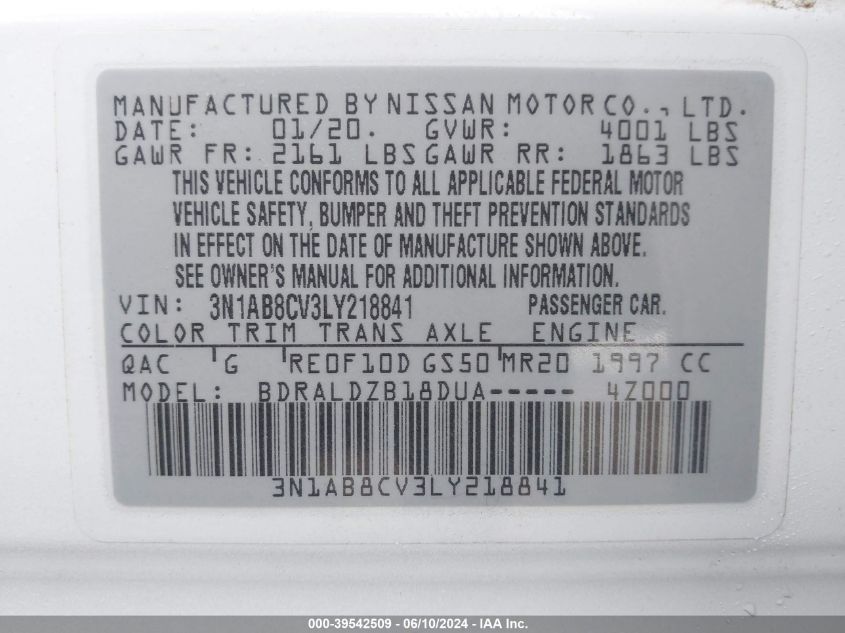 MANUFACTURED BY NISSAN MOTOR CO., LTD.
DATE: 01/20. GVWR: 4001 LBS
GAWR FR: 2161 LBS GAWR RR: 1863 LBS
THIS VEHICLE CONFORMS TO ALL APPLICABLE FEDERAL MOTOR
VEHICLE SAFETY, BUMPER AND THEFT PREVENTION STANDARDS
IN EFFECT ON THE DATE OF MANUFACTURE SHOWN ABOVE.
SEE OWNER'S MANUAL FOR ADDITIONAL INFORMATION.
VIN: 3N1AB8CV3LY218841 PASSENGER CAR.
COLOR TRIM TRANS AXLE ENGINE
QAC G RE0F10D GS50 MR20 1997 CC
MODEL: BDRALDZB18DUA----- 4Z000
3N1AB8CV3LY218841
000-39542509 - 06/10/2024 - IAA Inc.